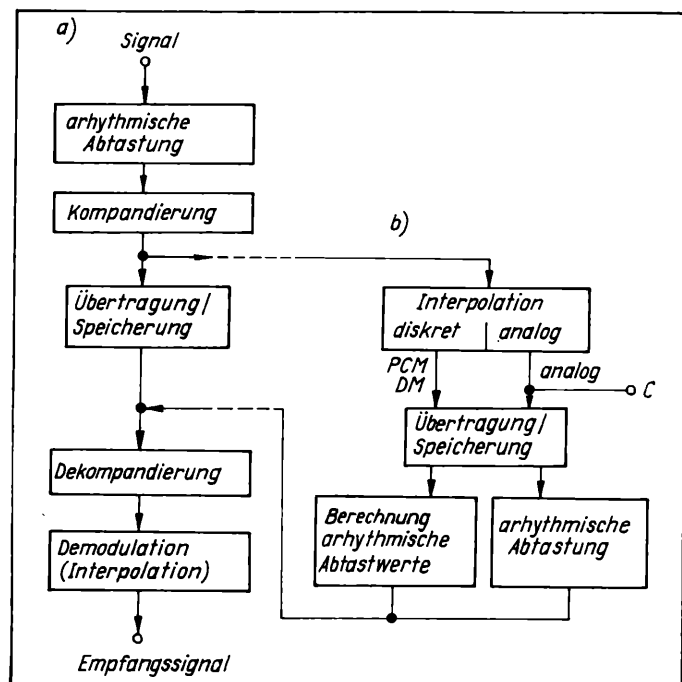 a)
Signal
arhythmische
Abtastung
Kompandierung
b)
Übertragung/
Speicherung
Interpolation
diskret | analog
PCM
DM
analog
C
Übertragung/
Speicherung
Dekompandierung
Berechnung
arhythmische
Abtastwerte
arhythmische
Abtastung
Demodulation
(Interpolation)
Empfangssignal